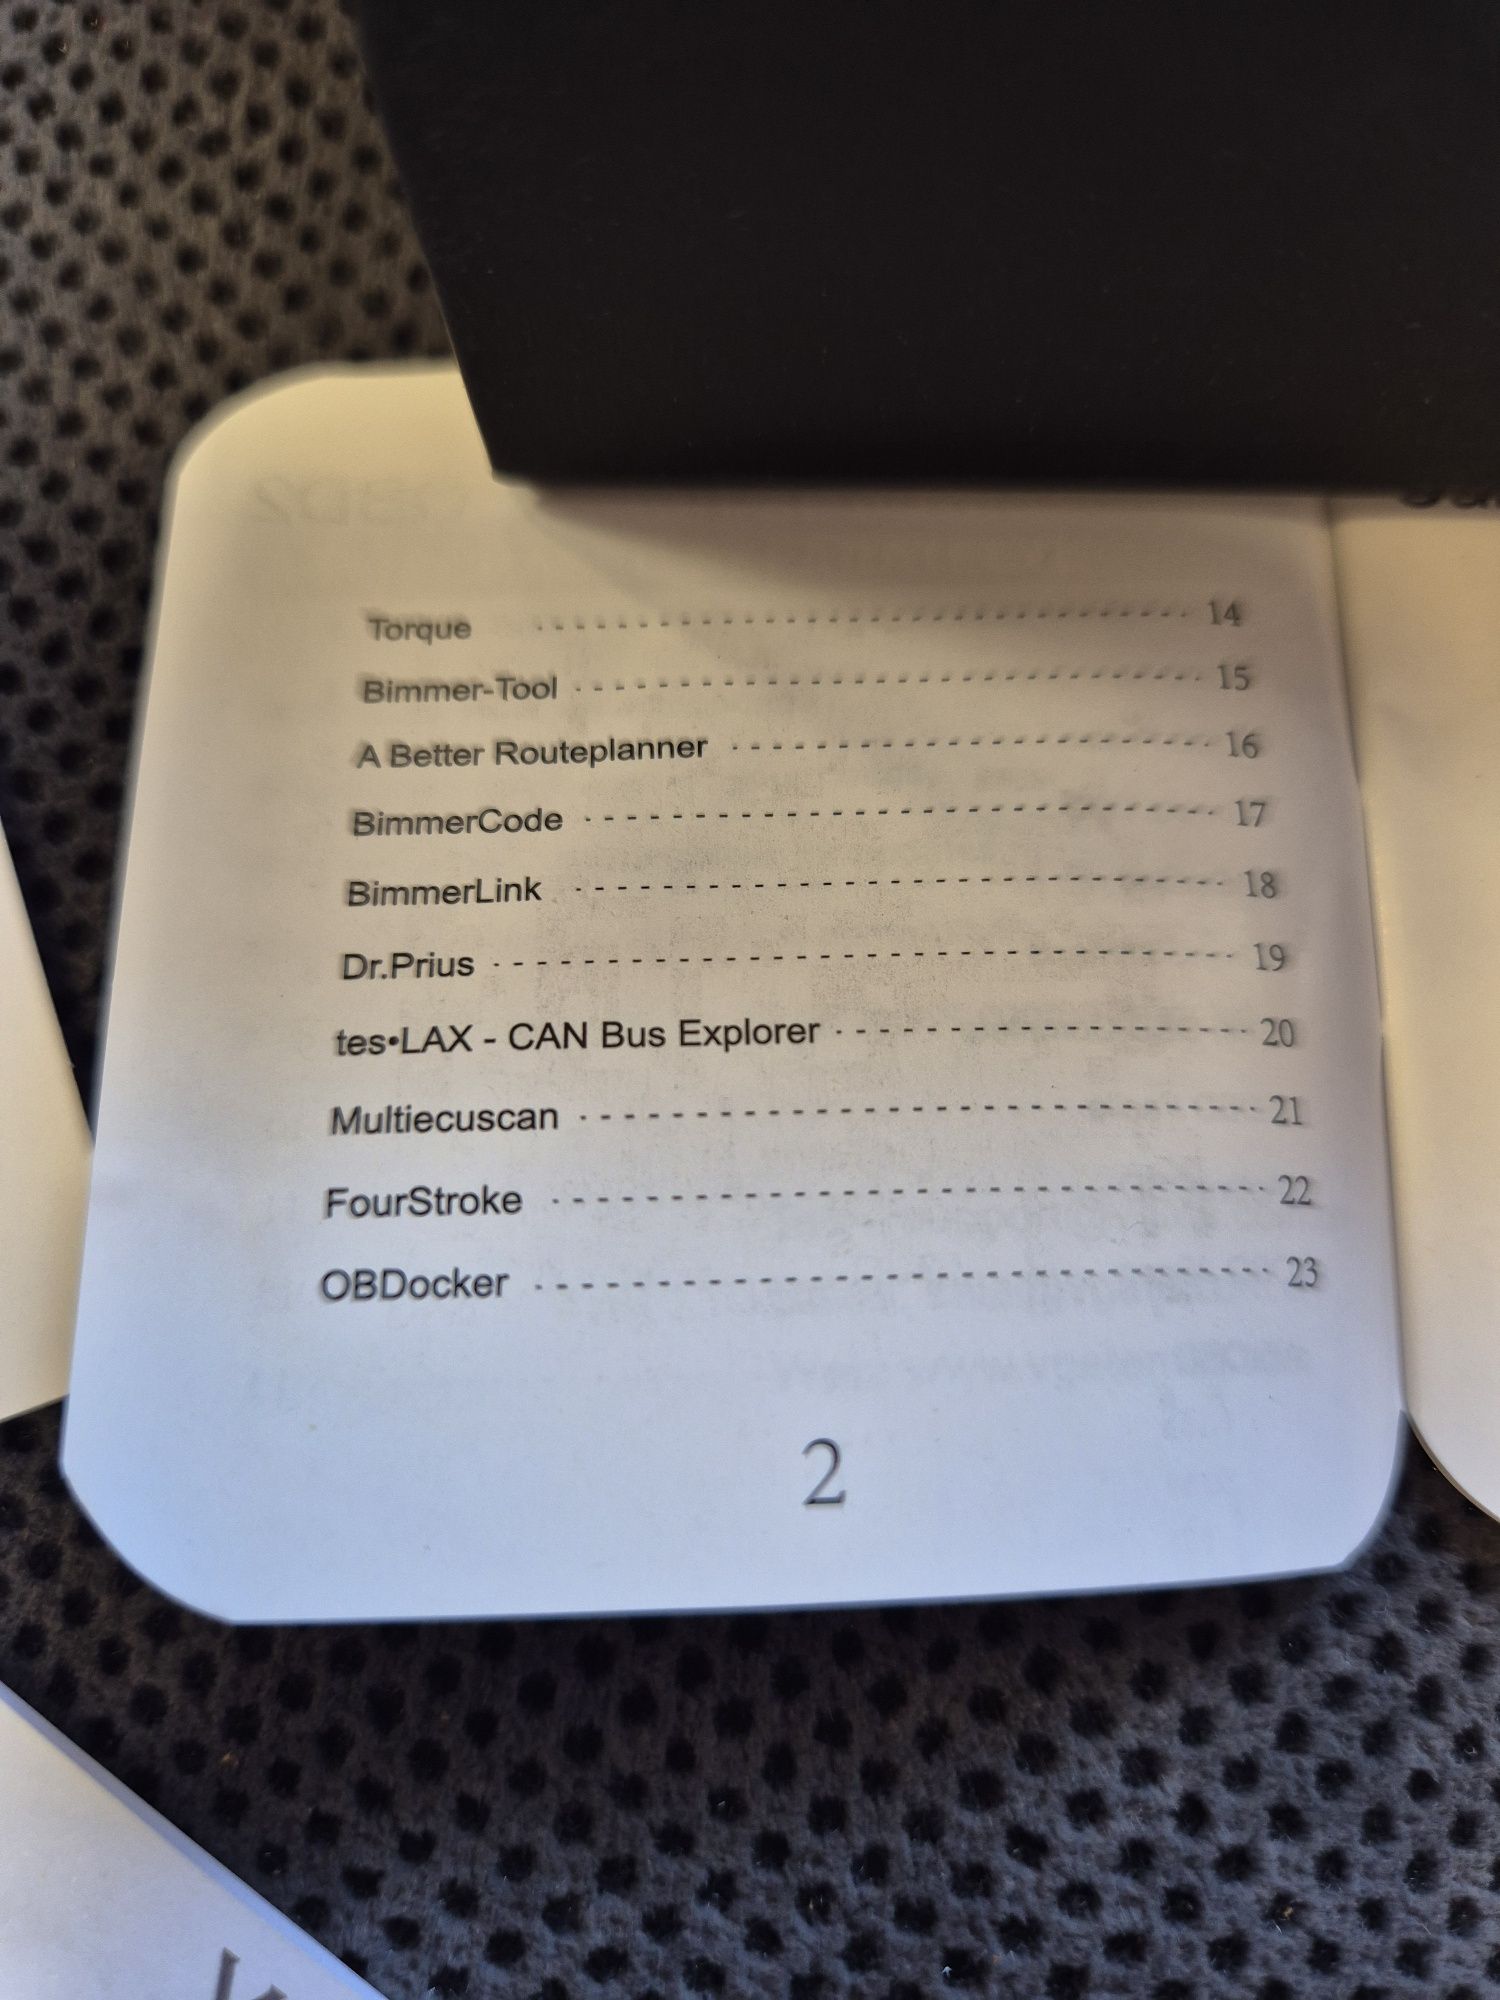 Torque - - - - - - - - - - - - - - - - - - - - - - - - - - - - 14
Bimmer-Tool - - - - - - - - - - - - - - - - - - - - - - - - - 15
A Better Routeplanner - - - - - - - - - - - - - - - - - - - 16
BimmerCode - - - - - - - - - - - - - - - - - - - - - - - - - 17
BimmerLink - - - - - - - - - - - - - - - - - - - - - - - - - 18
Dr.Prius - - - - - - - - - - - - - - - - - - - - - - - - - - - - 19
tes•LAX - CAN Bus Explorer - - - - - - - - - - - - - - - 20
Multiecuscan - - - - - - - - - - - - - - - - - - - - - - - - 21
FourStroke - - - - - - - - - - - - - - - - - - - - - - - - - 22
OBDocker - - - - - - - - - - - - - - - - - - - - - - - - - - 23
2